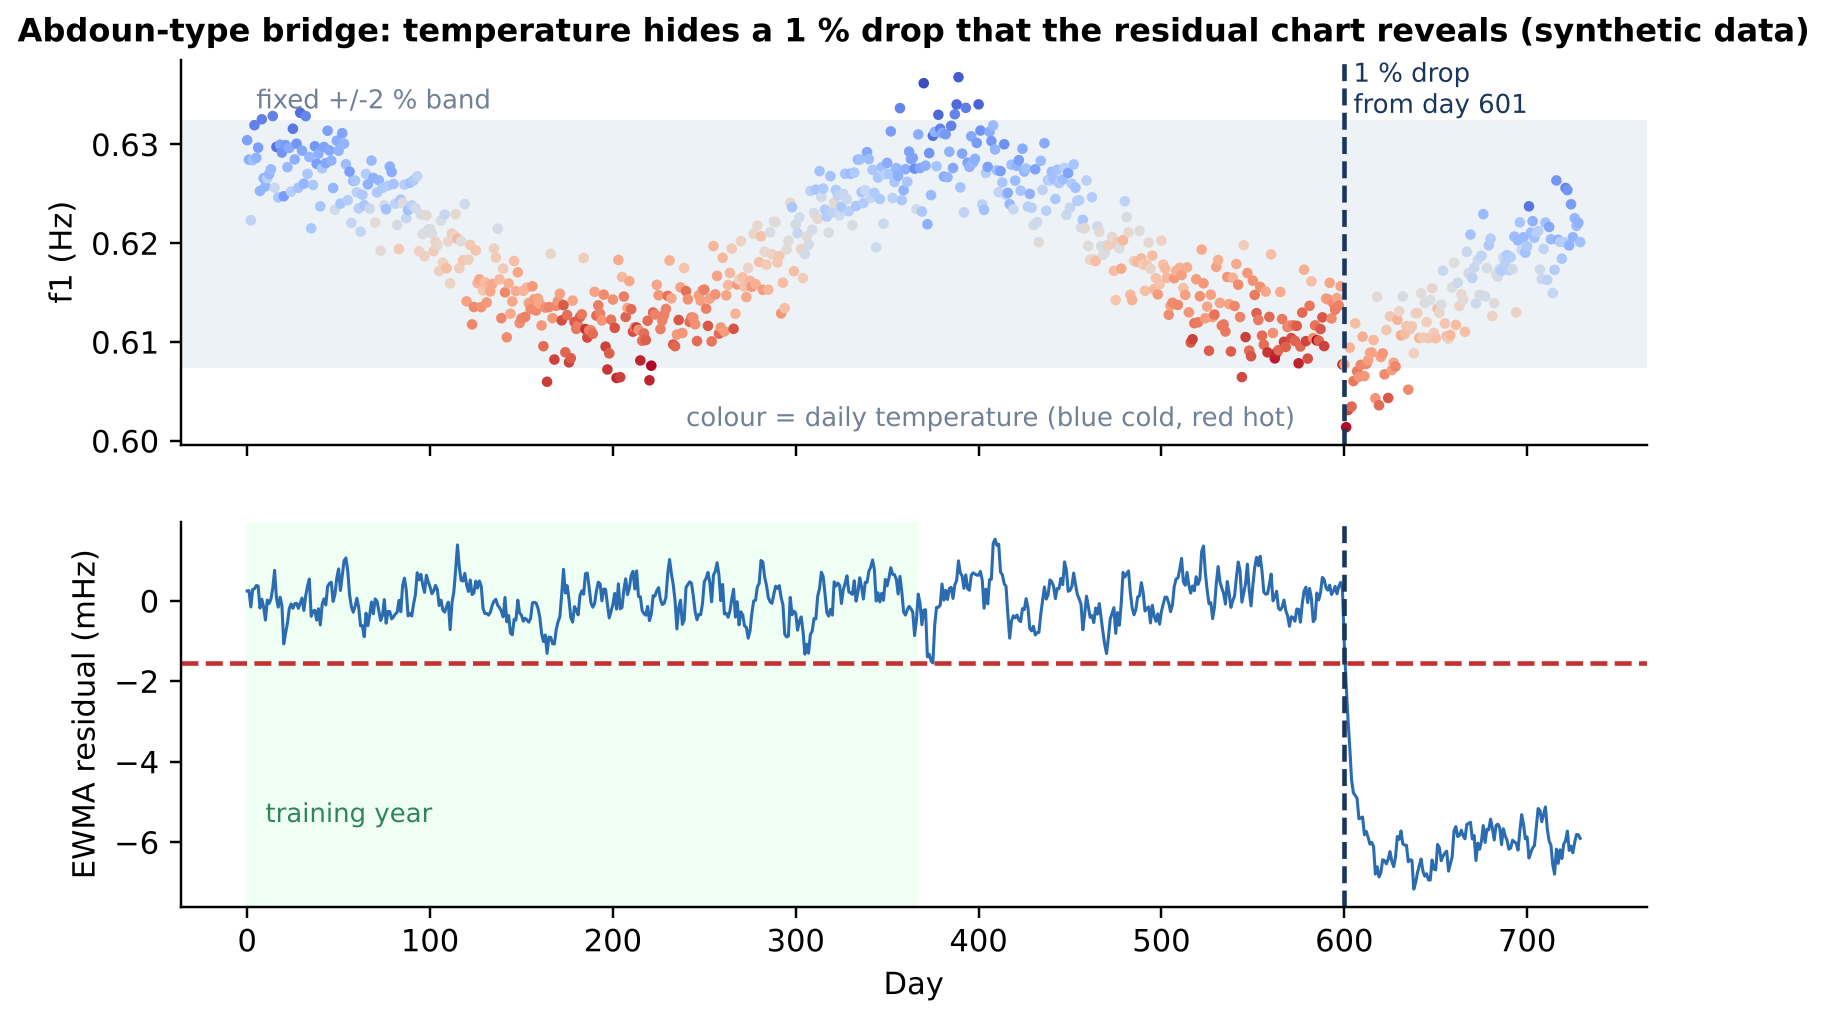 Abdoun-type bridge: temperature hides a 1 % drop that the residual chart reveals (synthetic data)
fixed +/-2 % band
1 % drop
from day 601
0.63
0.62
0.61
0.60
f1 (Hz)
colour = daily temperature (blue cold, red hot)
0
−2
−4
−6
EWMA residual (mHz)
training year
0 100 200 300 400 500 600 700
Day